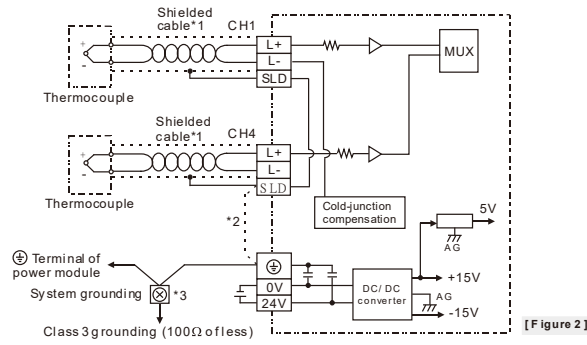 Shielded
cable*1
CH1
+
-
Thermocouple
L+
L-
SLD
MUX
Shielded
cable*1
CH4
+
-
Thermocouple
L+
L-
SLD
*2
Cold-junction
compensation
5V
AG
Terminal of
power module
System grounding
*3
Class 3 grounding (100Ω of less)
0V
24V
DC/DC
converter
+15V
AG
-15V
[Figure 2]